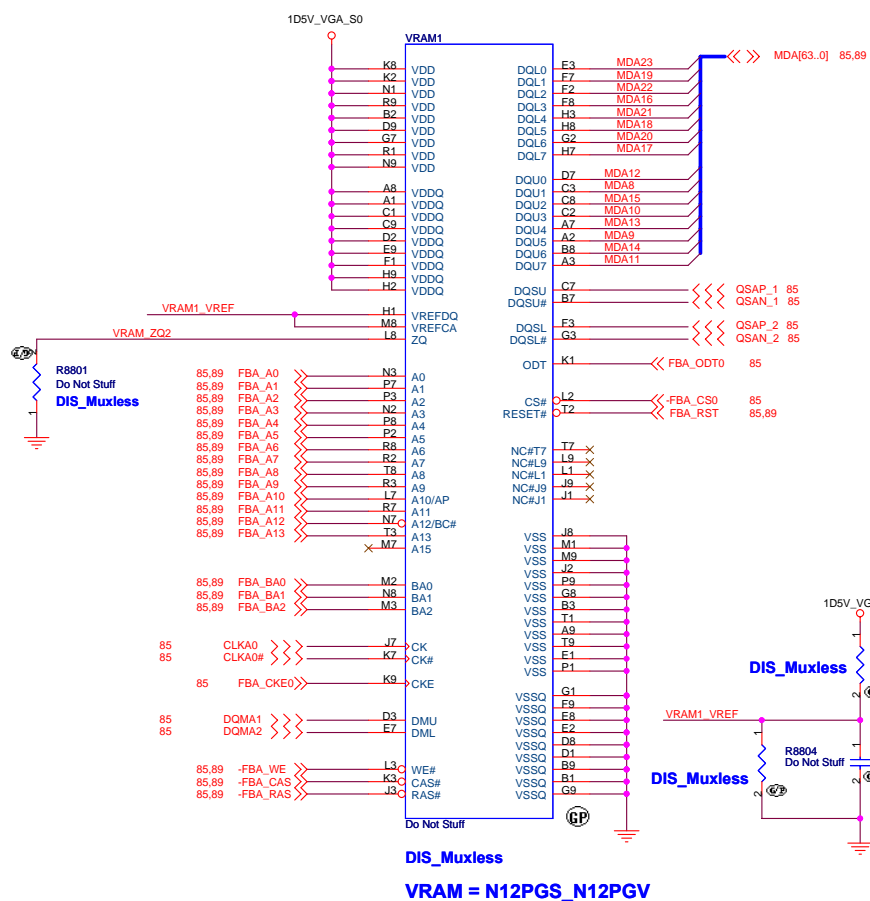 1D5V_VGA_S0
VRAM1
K8 VDD DQL0 E3 MDA23 MDA[63..0] 85,89
K2 VDD DQL1 F7 MDA19
N1 VDD DQL2 F2 MDA22
R9 VDD DQL3 F8 MDA16
B2 VDD DQL4 H3 MDA21
D9 VDD DQL5 H8 MDA18
G7 VDD DQL6 G2 MDA20
R1 VDD DQL7 H7 MDA17
N9 VDD
DQU0 D7 MDA12
A8 VDDQ DQU1 C3 MDA8
A1 VDDQ DQU2 C8 MDA15
C1 VDDQ DQU3 C2 MDA10
C9 VDDQ DQU4 A7 MDA13
D2 VDDQ DQU5 A2 MDA9
E9 VDDQ DQU6 B8 MDA14
F1 VDDQ DQU7 A3 MDA11
H9 VDDQ
H2 VDDQ DQSU C7 QSAP_1 85
DQSU# B7 QSAN_1 85
VRAM1_VREF H1 VREFDQ
M8 VREFCA DQSL F3 QSAP_2 85
VRAM_ZQ2 L8 ZQ DQSL# G3 QSAN_2 85
2
R8801
Do Not Stuff
DIS_Muxless
1
ODT K1 FBA_ODT0 85
85,89 FBA_A0 N3 A0
85,89 FBA_A1 P7 A1
85,89 FBA_A2 P3 A2 CS# L2 -FBA_CS0 85
85,89 FBA_A3 N2 A3 RESET# T2 FBA_RST 85,89
85,89 FBA_A4 P8 A4
85,89 FBA_A5 P2 A5
85,89 FBA_A6 R8 A6 NC#T7 T7
85,89 FBA_A7 R2 A7 NC#L9 L9
85,89 FBA_A8 T8 A8 NC#L1 L1
85,89 FBA_A9 R3 A9 NC#J9 J9
85,89 FBA_A10 L7 A10/AP NC#J1 J1
85,89 FBA_A11 R7 A11
85,89 FBA_A12 N7 A12/BC#
85,89 FBA_A13 T3 A13 VSS J8
M7 A15 VSS M1
VSS M9
VSS J2
85,89 FBA_BA0 M2 BA0 VSS P9
85,89 FBA_BA1 N8 BA1 VSS G8
85,89 FBA_BA2 M3 BA2 VSS B3
VSS T1
VSS A9
85 CLKA0 J7 CK VSS T9
85 CLKA0# K7 CK# VSS E1
VSS P1
85 FBA_CKE0 K9 CKE
VSSQ G1
VSSQ F9
85 DQMA1 D3 DMU VSSQ E8
85 DQMA2 E7 DML VSSQ E2
VSSQ D8
VSSQ D1
85,89 -FBA_WE L3 WE# VSSQ B9
85,89 -FBA_CAS K3 CAS# VSSQ B1
85,89 -FBA_RAS J3 RAS# VSSQ G9
Do Not Stuff
GP
DIS_Muxless
VRAM = N12PGS_N12PGV
1D5V_VG
1
DIS_Muxless
2
VRAM1_VREF
1
1
R8804
Do Not Stuff
DIS_Muxless
2
G/P
2